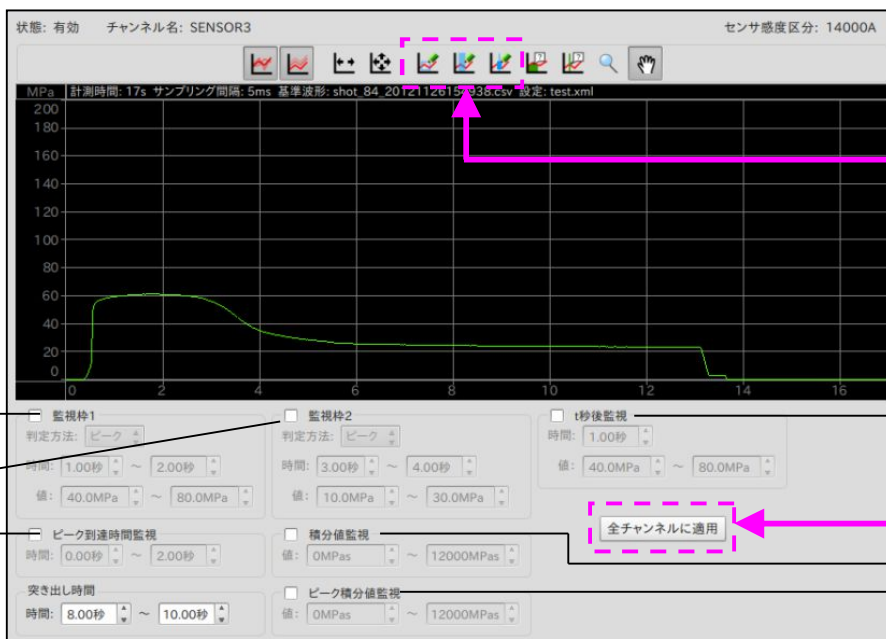 状態: 有効 チャンネル名: SENSOR3 センサ感度区分: 14000A
MPa 計測時間: 17s サンプリング間隔: 5ms 基準波形: shot_84_20121126154938.csv 設定: test.xml
200
180
160
140
120
100
80
60
40
20
0
0 2 4 6 8 10 12 14 16
監視枠1
判定方法: ピーク
時間: 1.00秒 ～ 2.00秒
値: 40.0MPa ～ 80.0MPa
監視枠2
判定方法: ピーク
時間: 3.00秒 ～ 4.00秒
値: 10.0MPa ～ 30.0MPa
t秒後監視
時間: 1.00秒
値: 40.0MPa ～ 80.0MPa
全チャンネルに適用
ピーク到達時間監視
時間: 0.00秒 ～ 2.00秒
積分値監視
値: 0MPas ～ 12000MPas
突き出し時間
時間: 8.00秒 ～ 10.00秒
ピーク積分値監視
値: 0MPas ～ 12000MPas